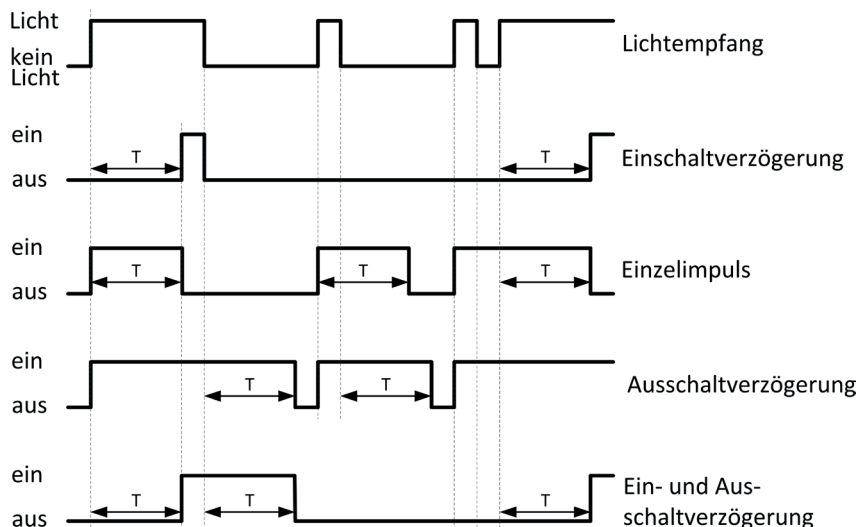 Licht
kein
Licht
Lichtempfang
ein
aus
T
T
Einschaltverzögerung
ein
aus
T
T
T
Einzelimpuls
ein
aus
T
T
Ausschaltverzögerung
ein
aus
T
T
T
Ein- und Aus-
schaltverzögerung